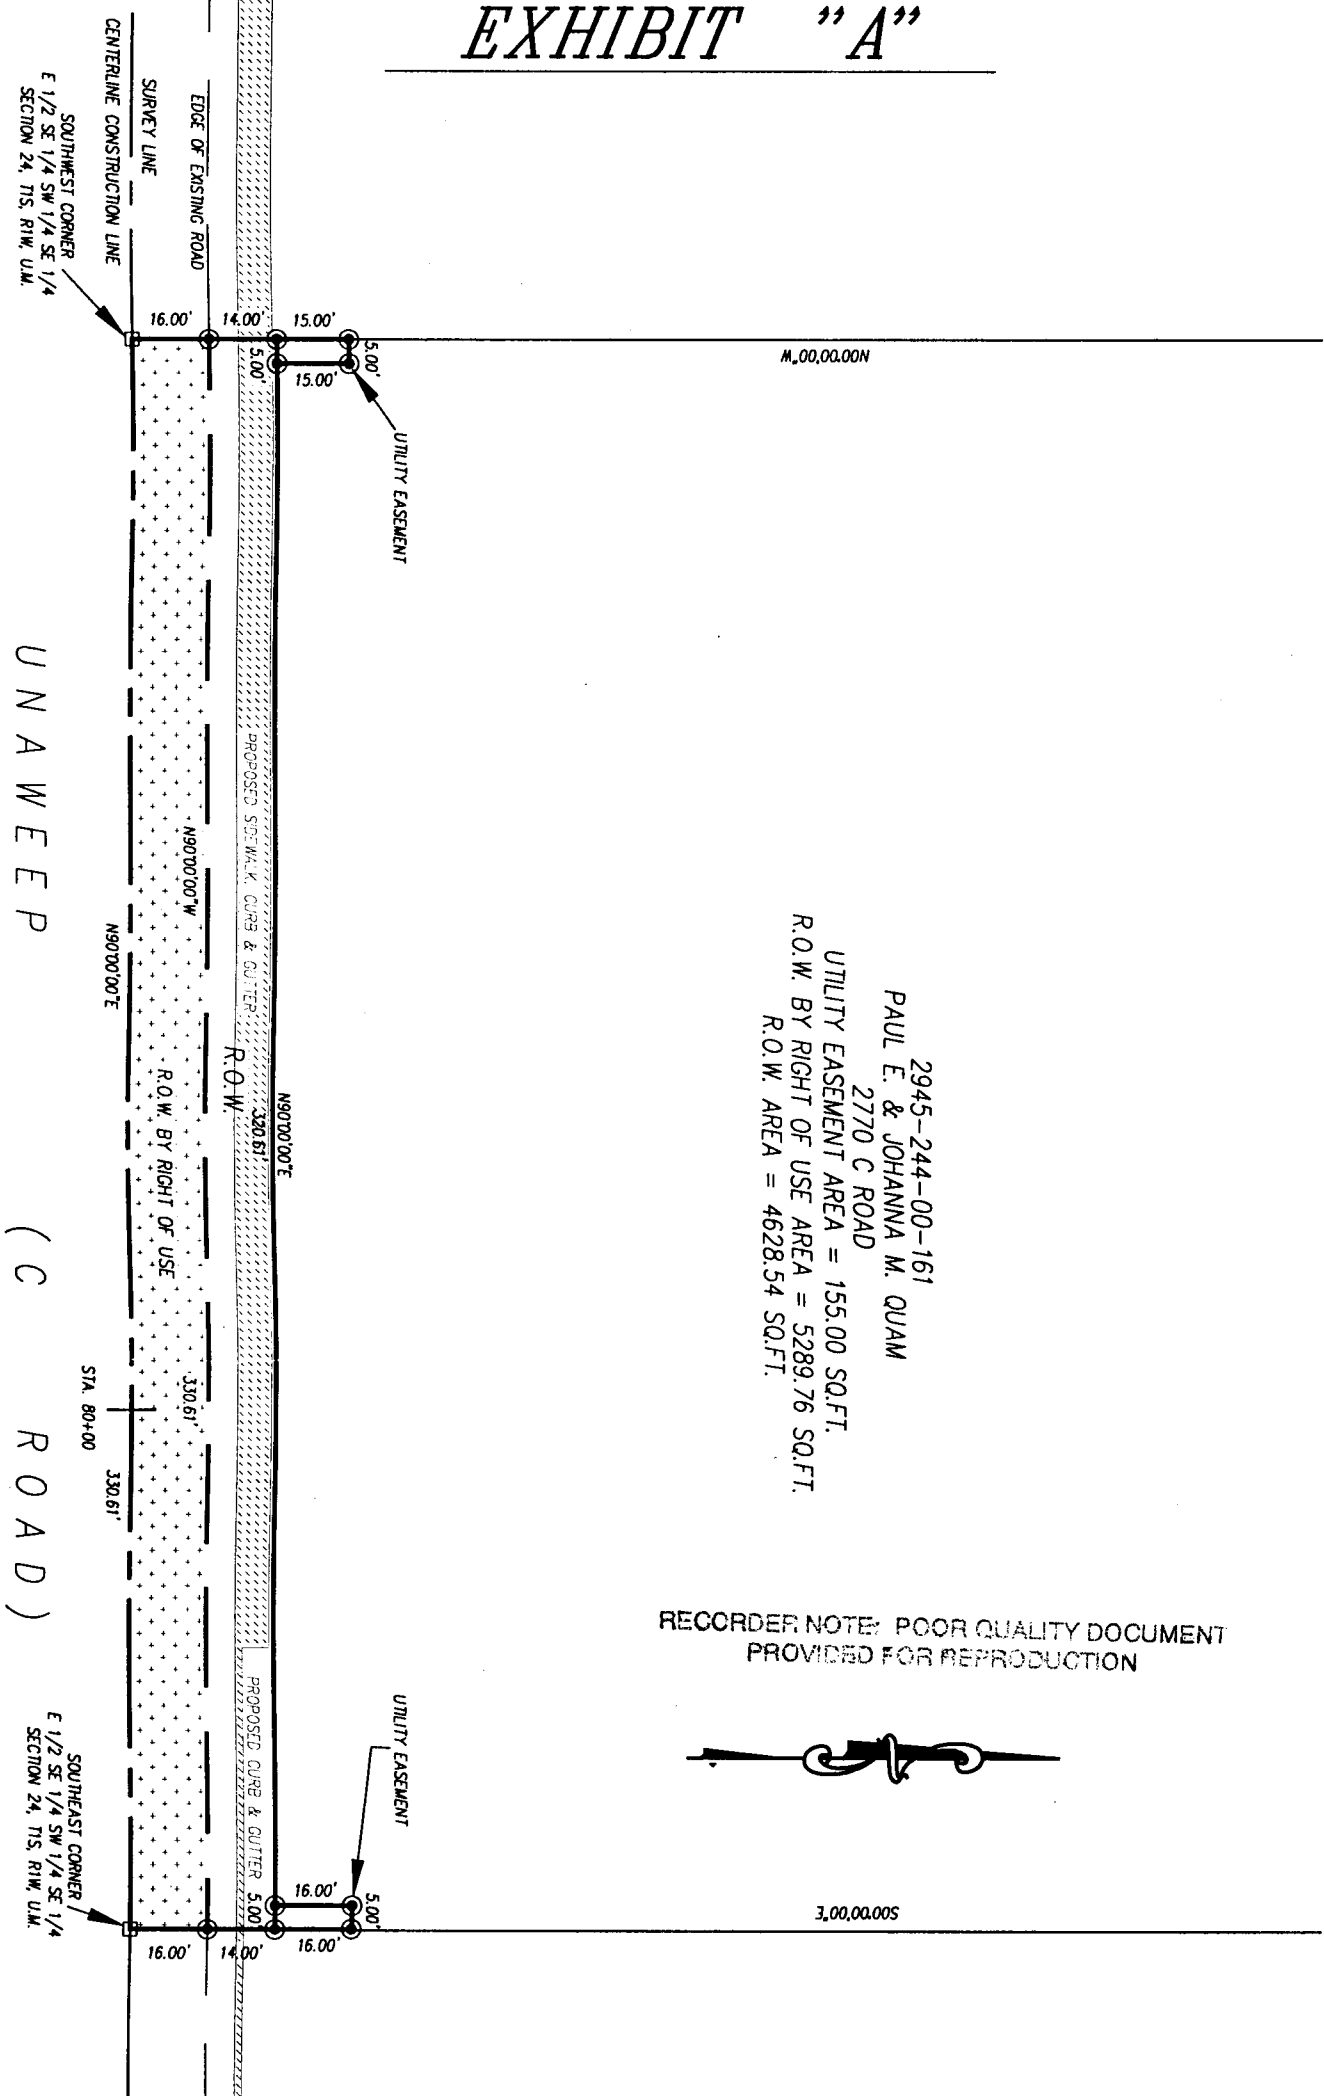 EXHIBIT "A"
CENTERLINE CONSTRUCTION LINE
SURVEY LINE
EDGE OF EXISTING ROAD
SOUTHWEST CORNER
E 1/2 SE 1/4 SW 1/4 SE 1/4
SECTION 24, T1S, R1W, U.M.
16.00'
14.00'
15.00'
5.00'
15.00'
5.00'
UTILITY EASEMENT
N00°00'00"W
2945-244-00-161
PAUL E. & JOHANNA M. QUAM
2770 C ROAD
UTILITY EASEMENT AREA = 155.00 SQ.FT.
R.O.W. BY RIGHT OF USE AREA = 5289.76 SQ.FT.
R.O.W. AREA = 4628.54 SQ.FT.
N90°00'00"E
320.61'
PROPOSED SIDEWALK, CURB & GUTTER
R.O.W.
N90°00'00"W
330.61'
R.O.W. BY RIGHT OF USE
N90°00'00"E
330.61'
STA. 80+00
UNAWEEP (C ROAD)
PROPOSED CURB & GUTTER
UTILITY EASEMENT
16.00'
5.00'
5.00'
16.00'
14.00'
16.00'
S00°00'00"E
SOUTHEAST CORNER
E 1/2 SE 1/4 SW 1/4 SE 1/4
SECTION 24, T1S, R1W, U.M.
RECORDER NOTE: POOR QUALITY DOCUMENT
PROVIDED FOR REPRODUCTION